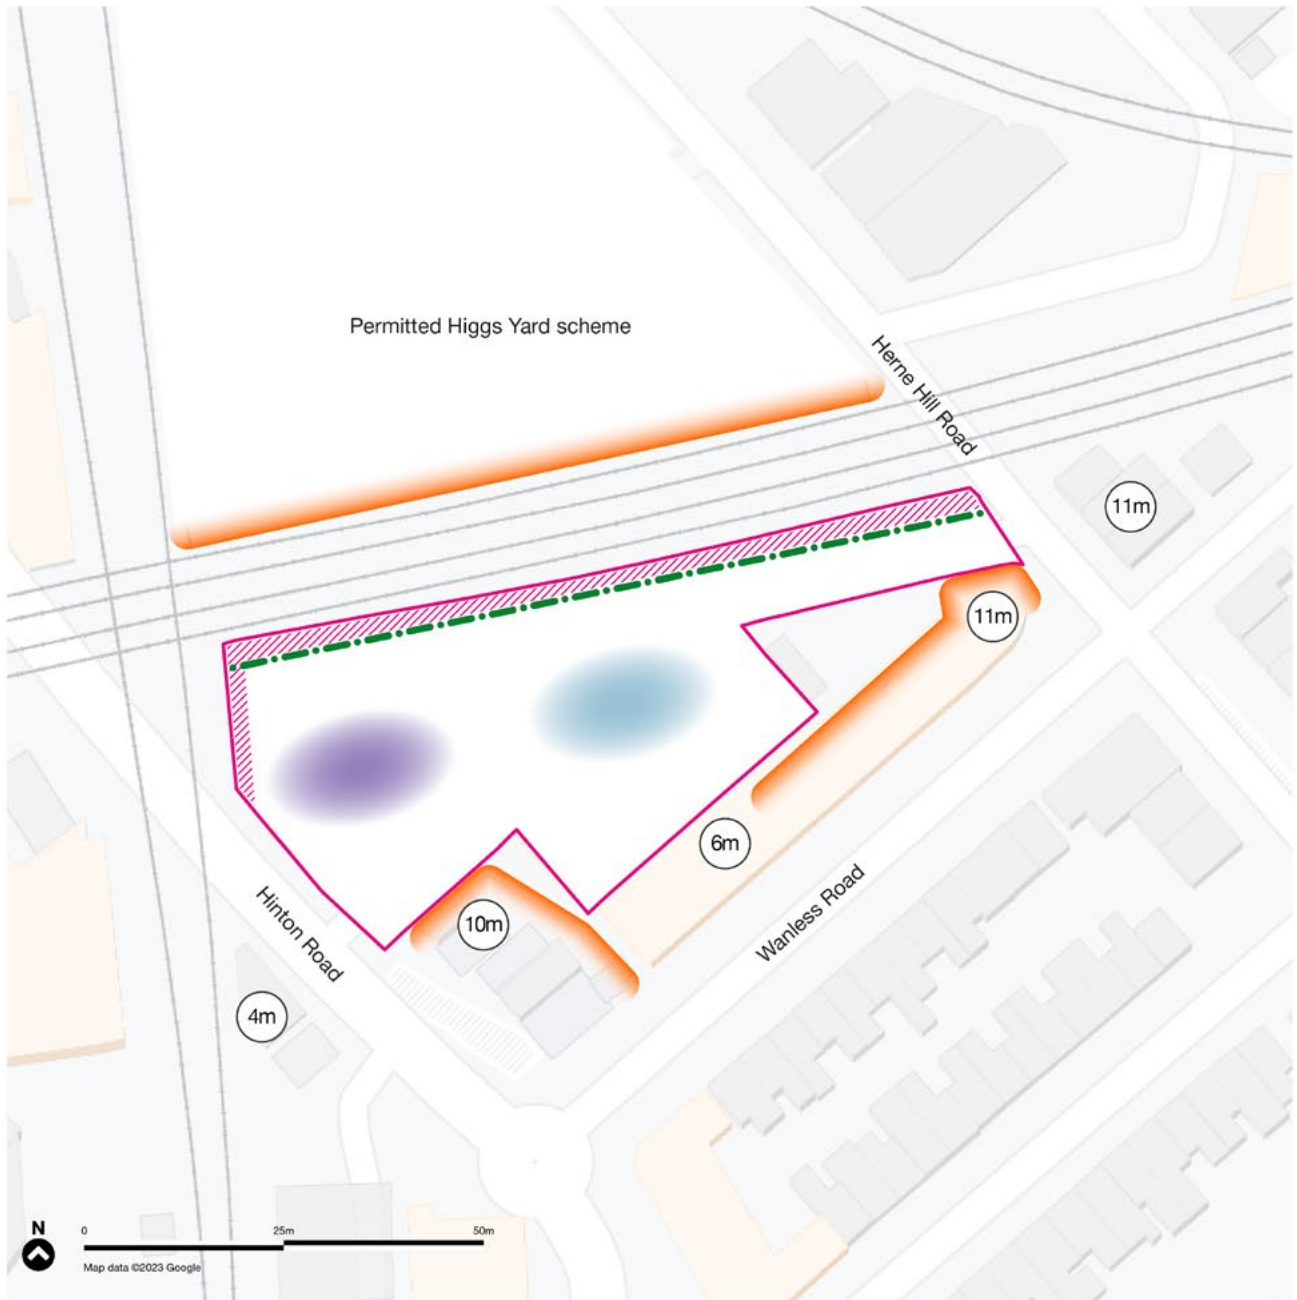 Permitted Higgs Yard scheme
Herne Hill Road
11m
11m
6m
10m
Wanless Road
Hinton Road
4m
N
0 25m 50m
Map data ©2023 Google